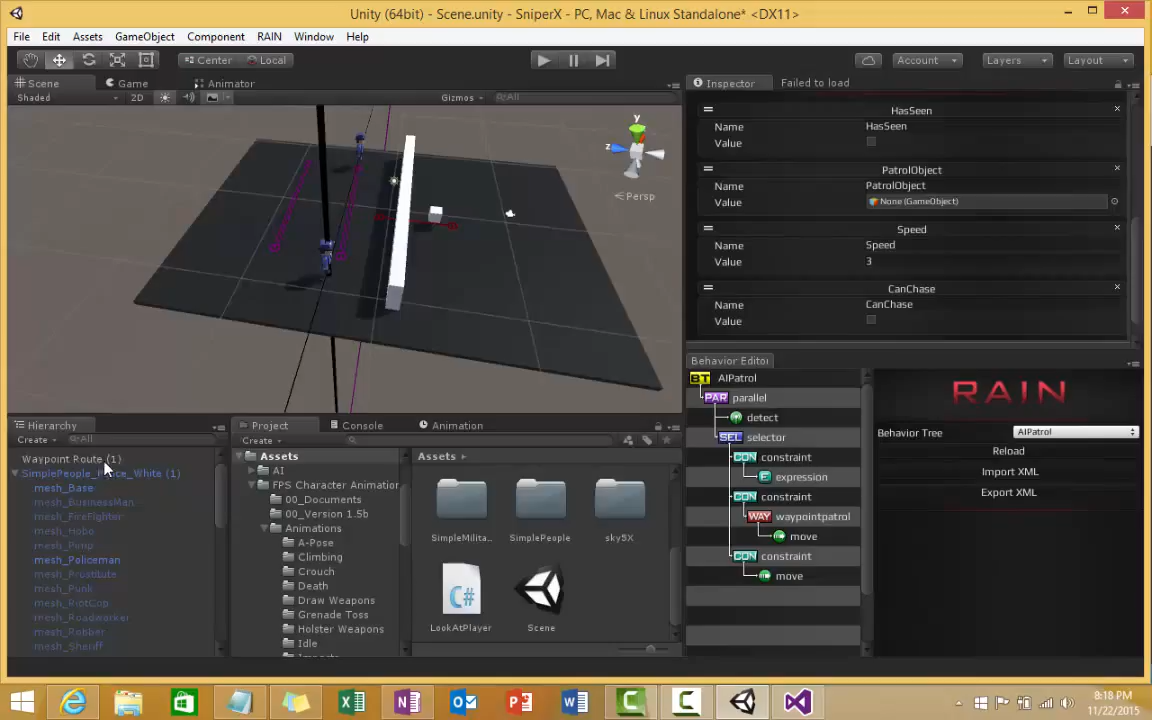 Unity (64bit) - Scene.unity - SniperX - PC, Mac & Linux Standalone* <DX11>
File Edit Assets GameObject Component RAIN Window Help
Center Local Account Layers Layout
Scene Game Animator
Shaded 2D Gizmos All
y
z
Persp
Inspector Failed to load
HasSeen
Name HasSeen
Value
PatrolObject
Name PatrolObject
Value None (GameObject)
Speed
Name Speed
Value 3
CanChase
Name CanChase
Value
Behavior Editor
BT AIPatrol
PAR parallel
detect
SEL selector
CON constraint
E expression
CON constraint
WAY waypointpatrol
move
CON constraint
move
RAIN
Behavior Tree AIPatrol
Reload
Import XML
Export XML
Hierarchy
Create All
Waypoint Route (1)
mesh_Base
mesh_BusinessMan
mesh_FireFighter
mesh_Hobo
mesh_Pimp
mesh_Policeman
mesh_Prostitute
mesh_Punk
mesh_RiotCop
mesh_Roadworker
mesh_Robber
mesh_Sheriff
Project Console Animation
Create
Assets
AI
FPS Character Animation
00_Documents
00_Version 1.5b
Animations
A-Pose
Climbing
Crouch
Death
Draw Weapons
Grenade Toss
Holster Weapons
Idle
Assets
SimpleMilita... SimplePeople sky5X
C#
LookAtPlayer Scene
8:18 PM
11/22/2015